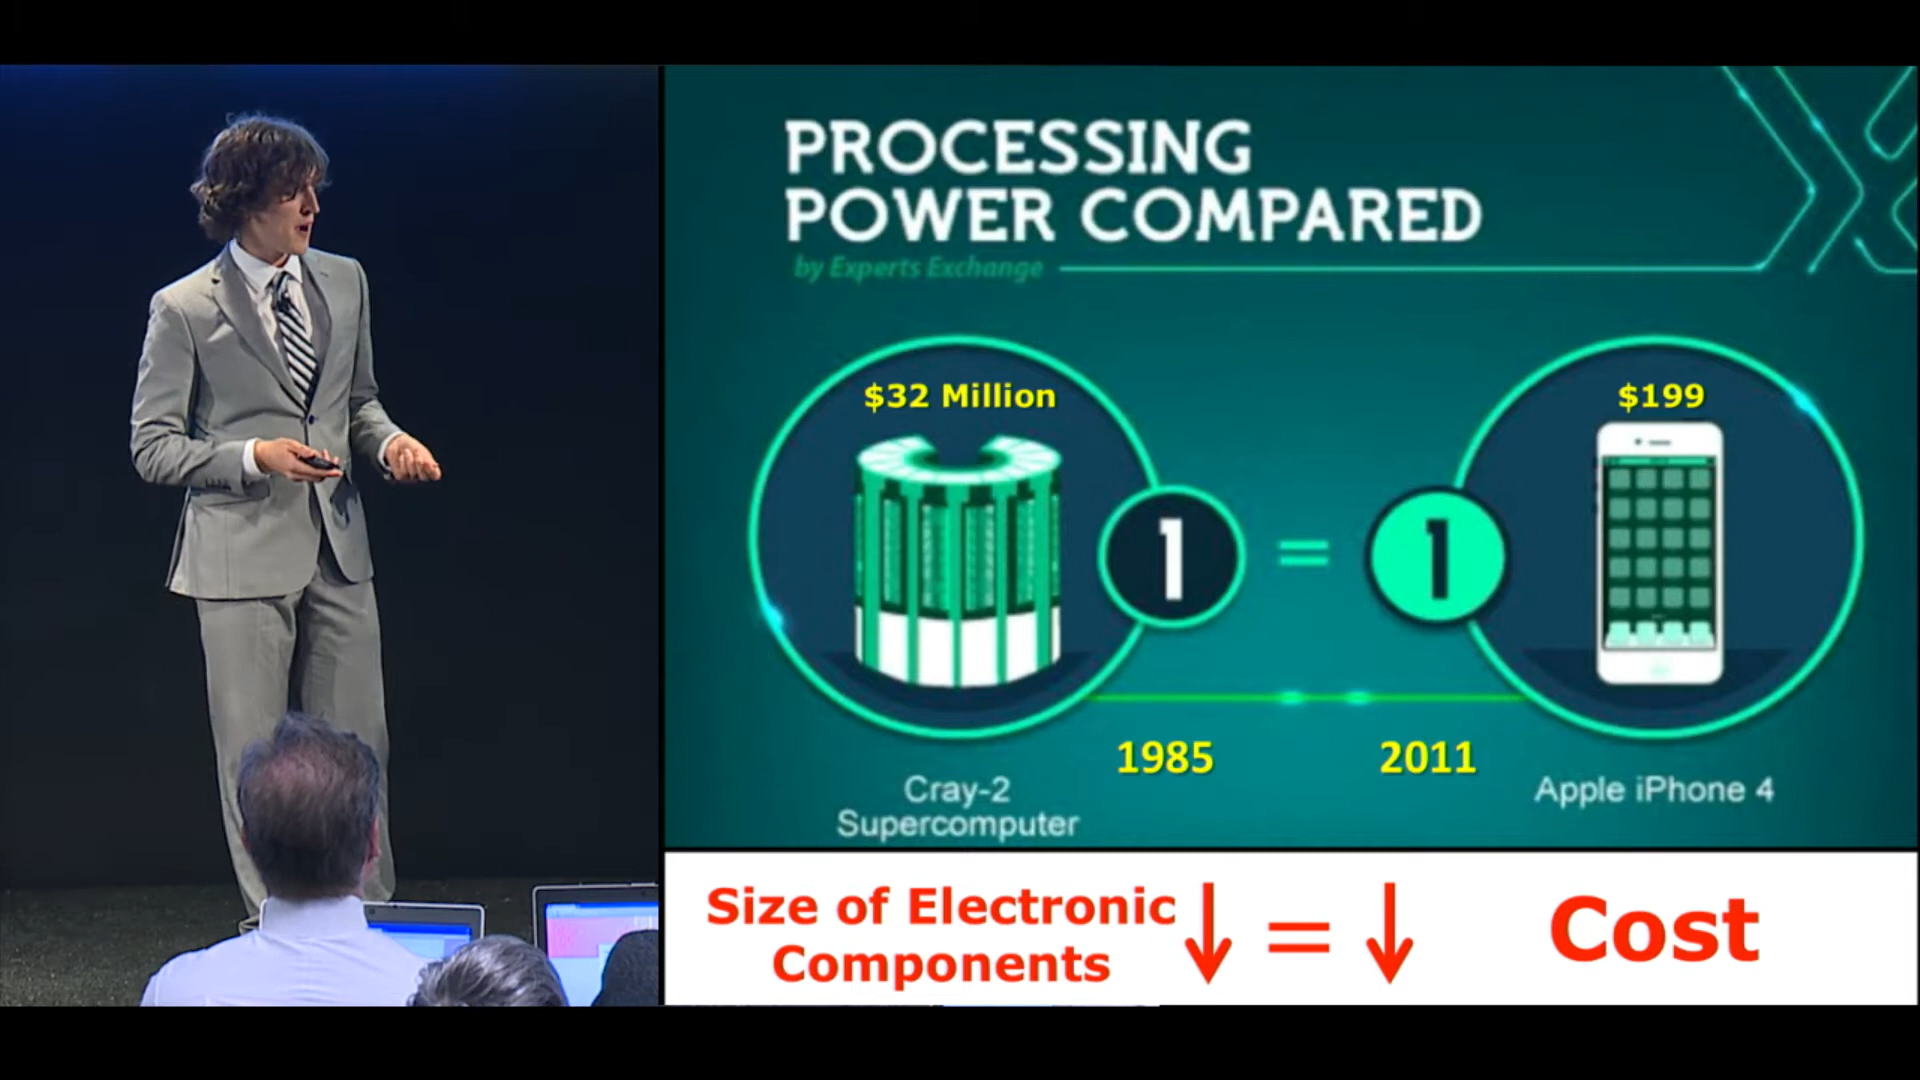 PROCESSING
POWER COMPARED
by Experts Exchange
$32 Million
$199
1 = 1
1985
2011
Cray-2
Supercomputer
Apple iPhone 4
Size of Electronic
Components
↓ = ↓
Cost